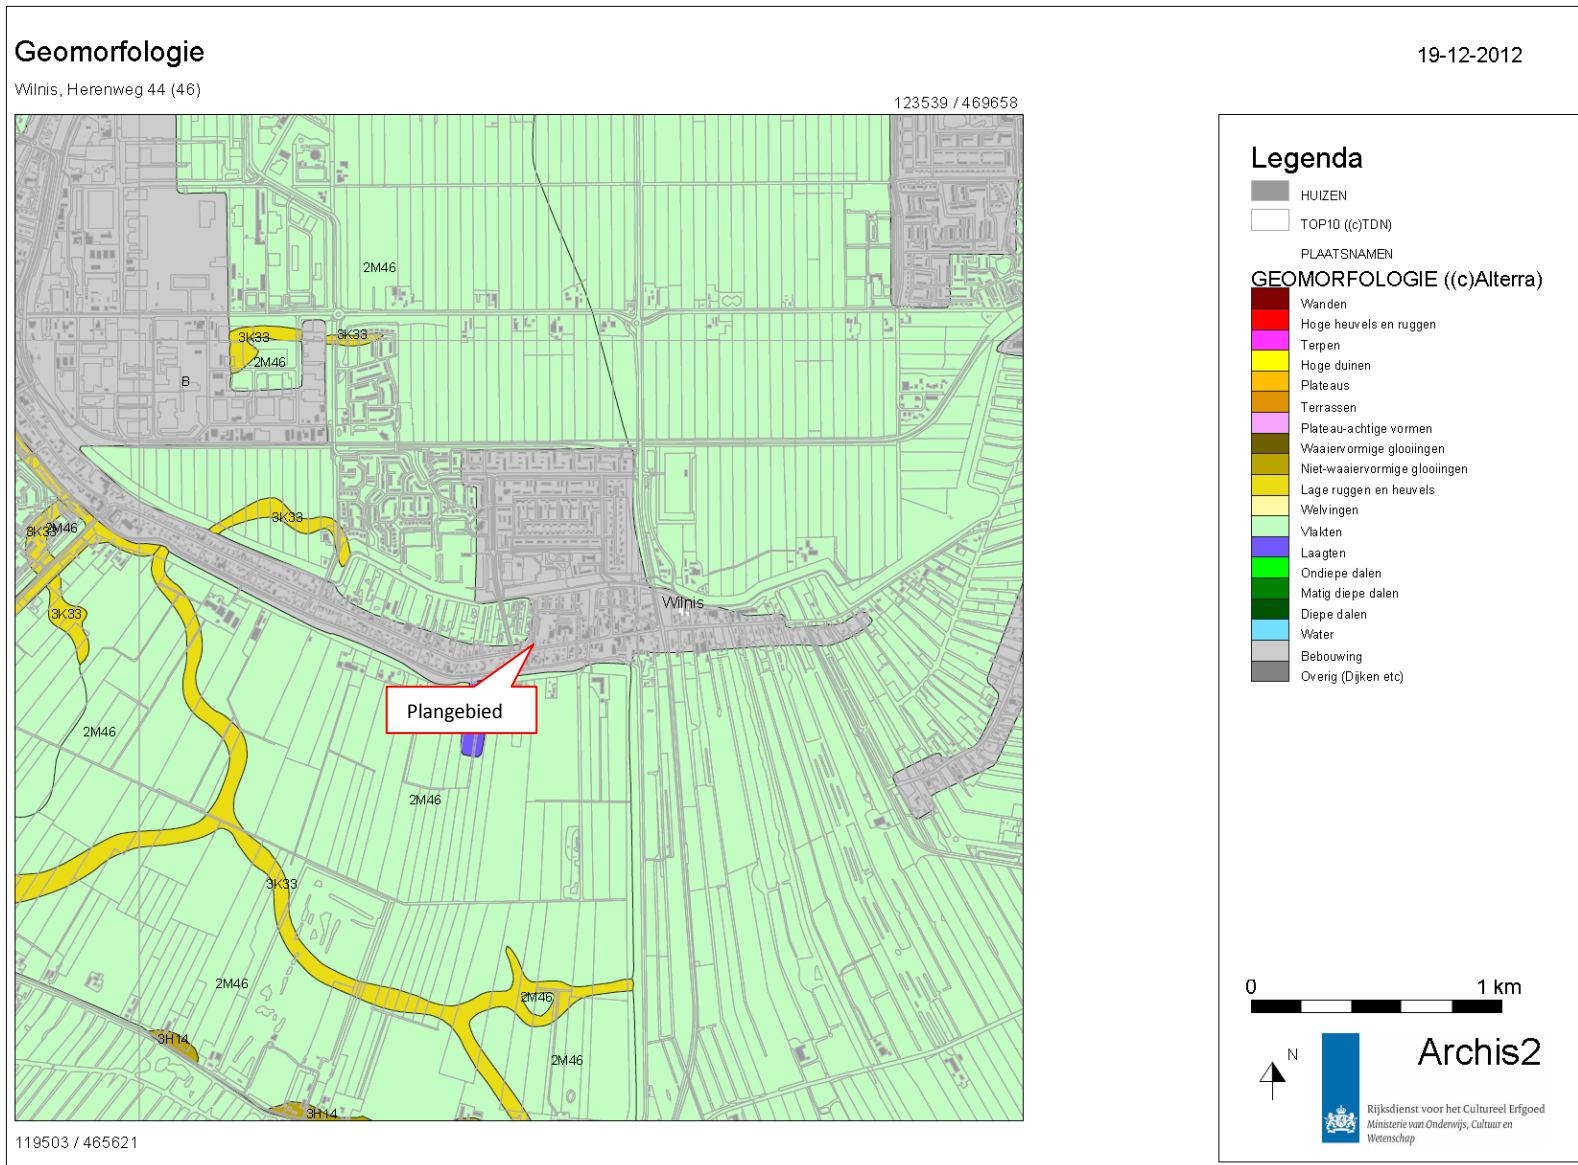 Geomorfologie
19-12-2012
Wilnis, Herenweg 44 (46)
123539 / 469658
2M46
3K33
3K33
2M46
B
3K33
3K33
2M46
3K33
Wilnis
Plangebied
2M46
2M46
3K33
2M46
2M46
2M46
3H14
3H14
119503 / 465621
Legenda
HUIZEN
TOP10 ((c)TDN)
PLAATSNAMEN
GEOMORFOLOGIE ((c)Alterra)
Wanden
Hoge heuvels en ruggen
Terpen
Hoge duinen
Plateaus
Terrassen
Plateau-achtige vormen
Waaiervormige glooiingen
Niet-waaiervormige glooiingen
Lage ruggen en heuvels
Welvingen
Vlakten
Laagten
Ondiepe dalen
Matig diepe dalen
Diepe dalen
Water
Bebouwing
Overig (Dijken etc)
0 1 km
N
Archis2
Rijksdienst voor het Cultureel Erfgoed
Ministerie van Onderwijs, Cultuur en
Wetenschap